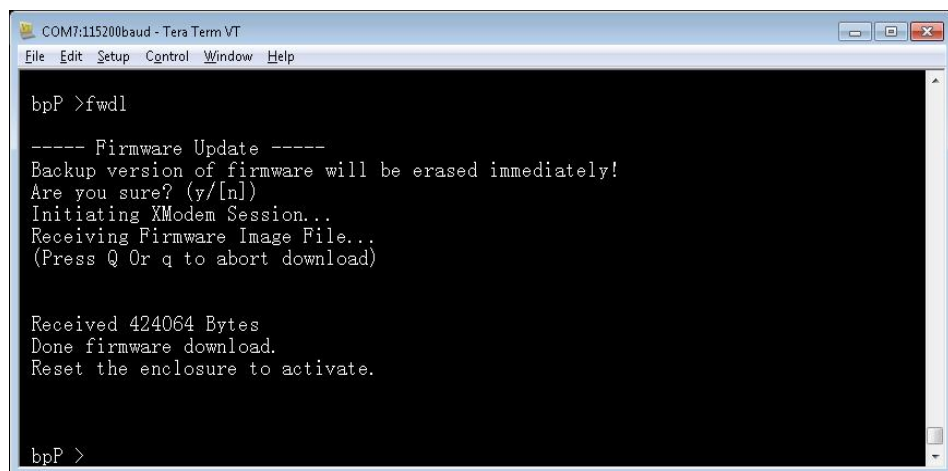 COM7:115200baud - Tera Term VT
File Edit Setup Control Window Help
bpP >fwdl
----- Firmware Update -----
Backup version of firmware will be erased immediately!
Are you sure? (y/[n])
Initiating XModem Session...
Receiving Firmware Image File...
(Press Q Or q to abort download)
Received 424064 Bytes
Done firmware download.
Reset the enclosure to activate.
bpP >